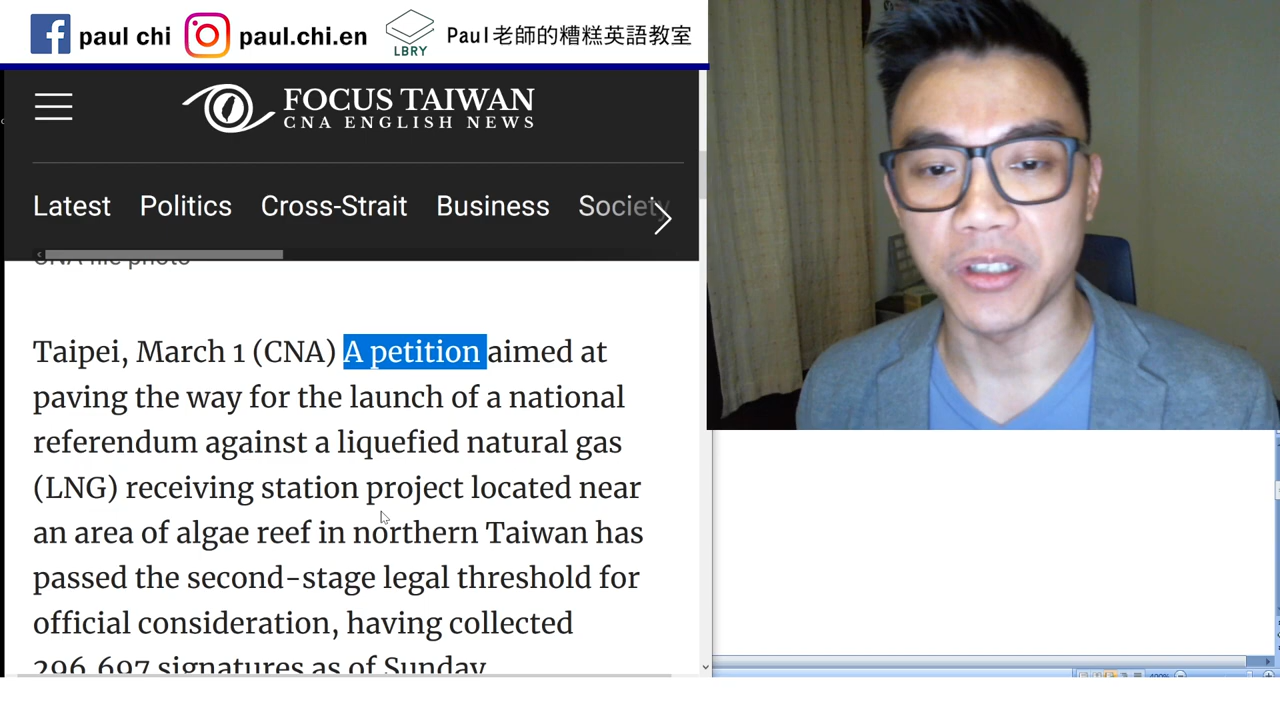 paul chi paul.chi.en LBRY Paul老師的糟糕英語教室
FOCUS TAIWAN
CNA ENGLISH NEWS
Latest Politics Cross-Strait Business Society
CNA file photo
Taipei, March 1 (CNA) A petition aimed at
paving the way for the launch of a national
referendum against a liquefied natural gas
(LNG) receiving station project located near
an area of algae reef in northern Taiwan has
passed the second-stage legal threshold for
official consideration, having collected
296,697 signatures as of Sunday
400%